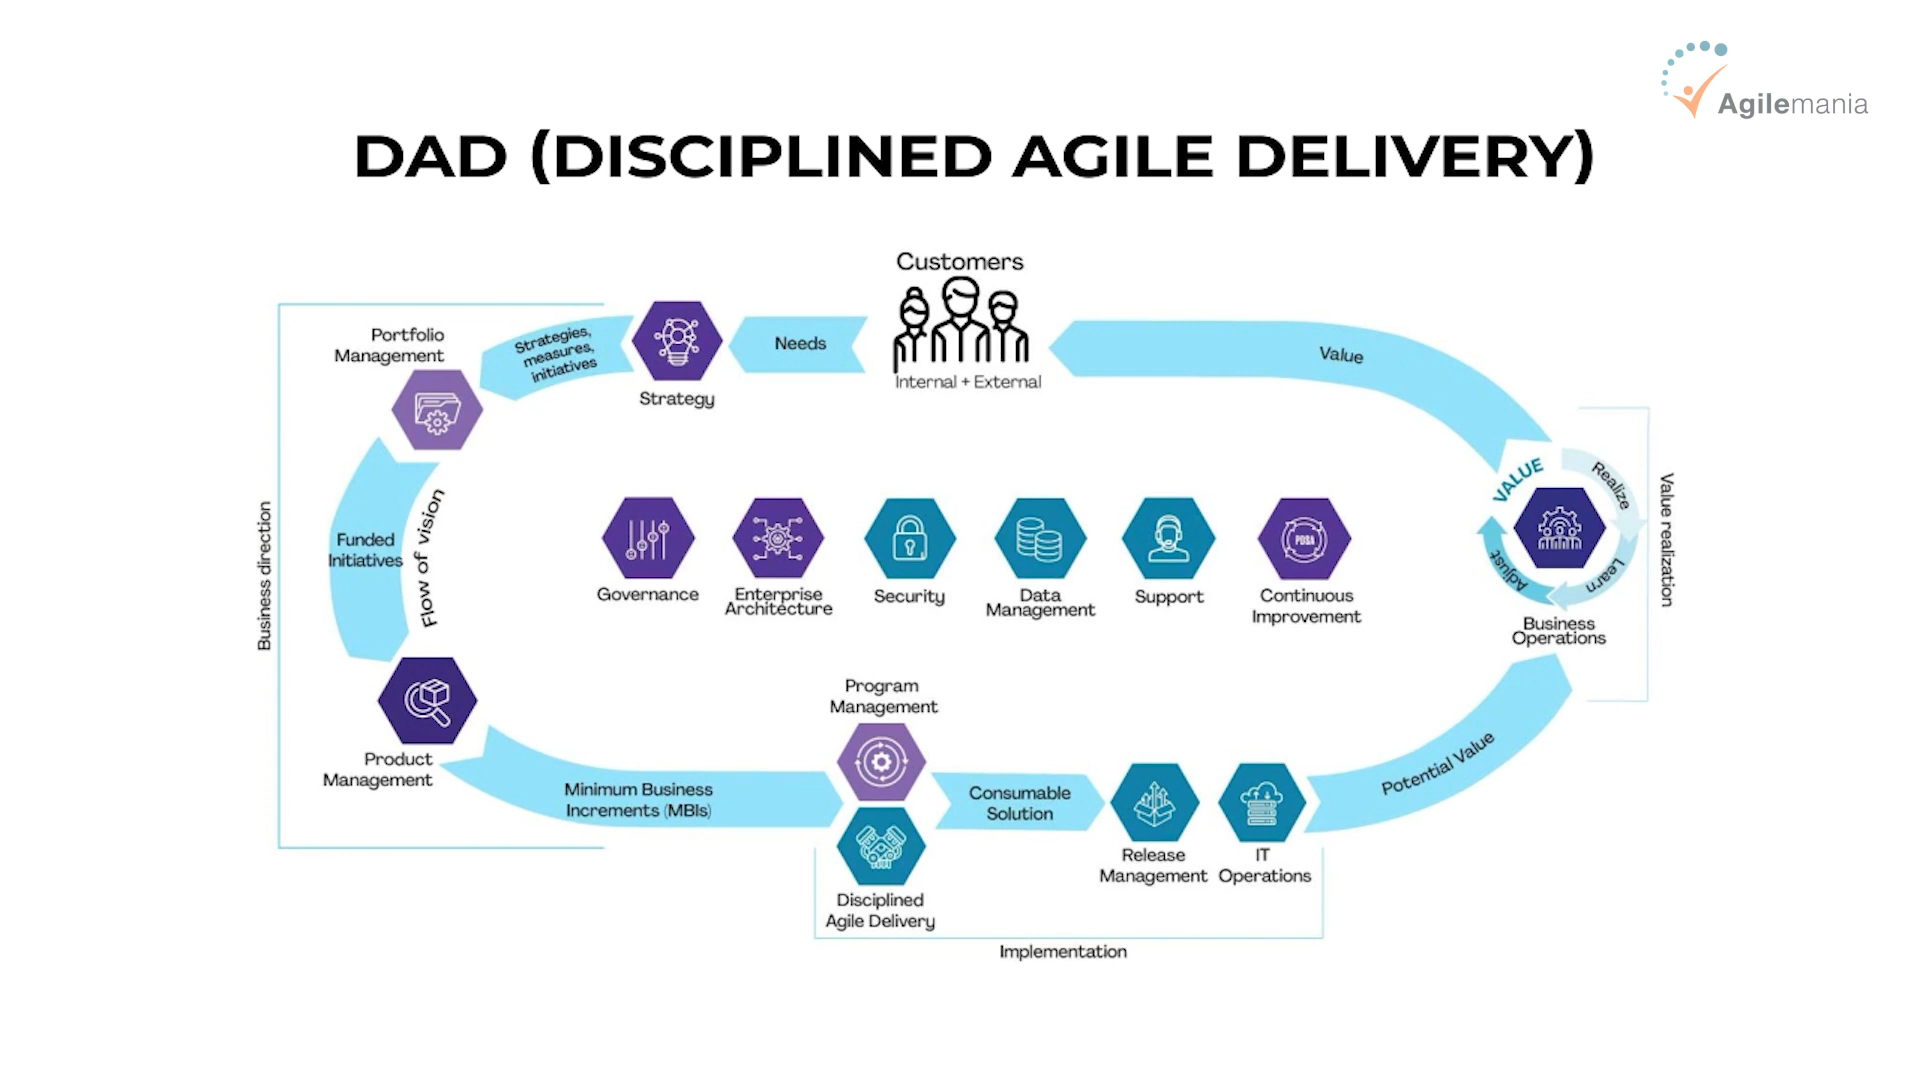 Agilemania
DAD (DISCIPLINED AGILE DELIVERY)
Customers
Internal + External
Needs
Strategy
Strategies,
measures,
initiatives
Portfolio
Management
Funded
Initiatives
Flow of vision
Business direction
Product
Management
Minimum Business
Increments (MBIs)
Program
Management
Disciplined
Agile Delivery
Consumable
Solution
Release
Management
IT
Operations
Implementation
Potential Value
Business
Operations
VALUE
Realize
Learn
Adjust
Value realization
Value
Governance
Enterprise
Architecture
Security
Data
Management
Support
PDSA
Continuous
Improvement